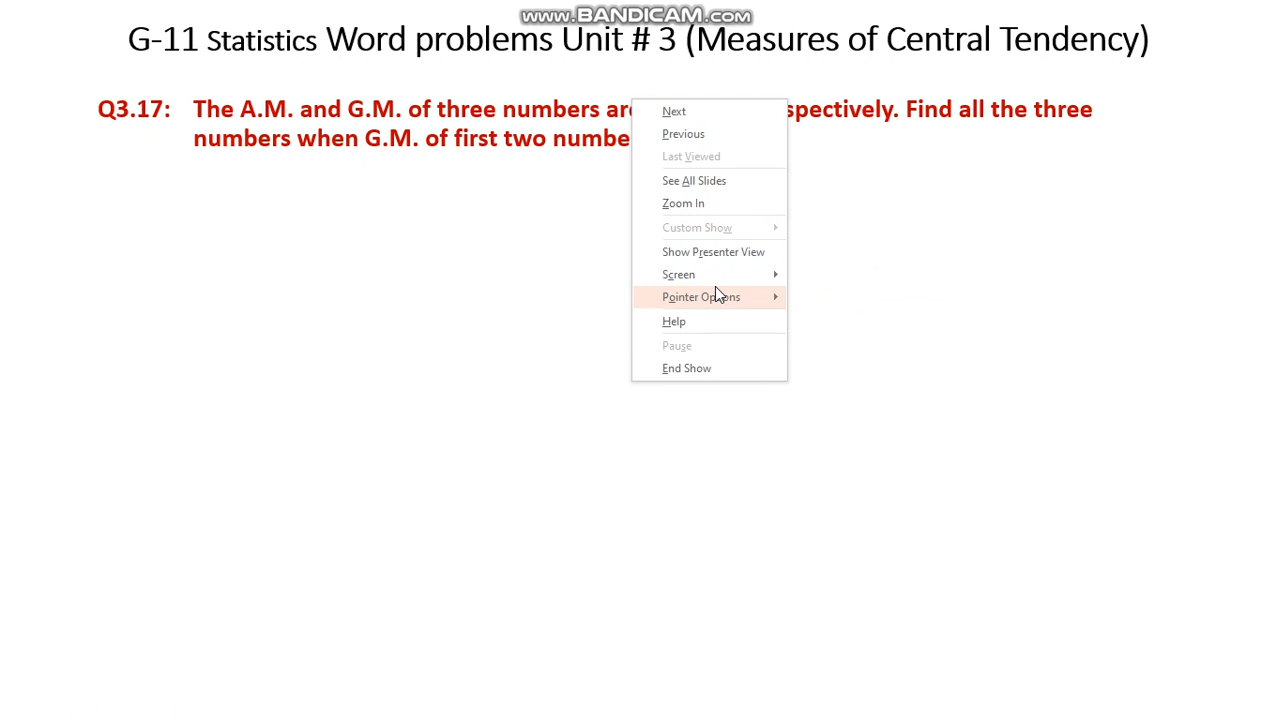 www.BANDICAM.com
G-11 Statistics Word problems Unit # 3 (Measures of Central Tendency)
Q3.17: The A.M. and G.M. of three numbers are spectively. Find all the three
numbers when G.M. of first two numbe
Next
Previous
Last Viewed
See All Slides
Zoom In
Custom Show
Show Presenter View
Screen
Pointer Options
Help
Pause
End Show